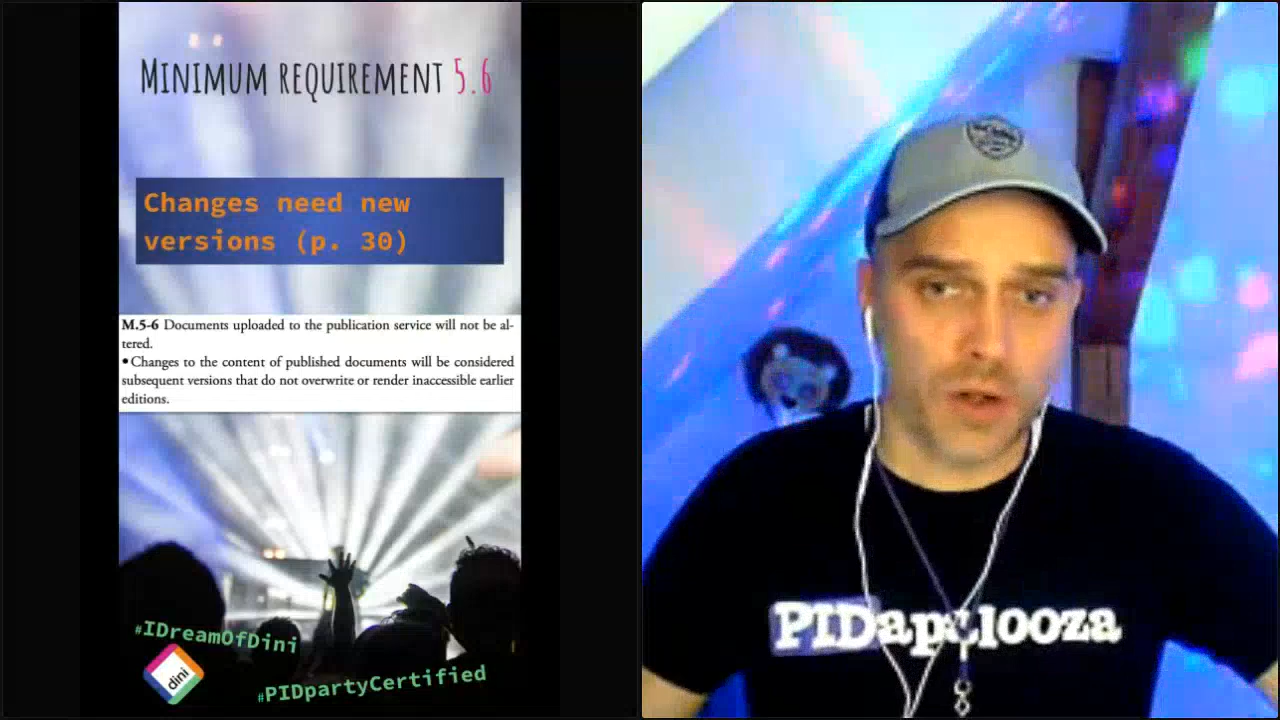 Minimum requirement 5.6
Changes need new
versions (p. 30)
M.5-6 Documents uploaded to the publication service will not be al-
tered.
•Changes to the content of published documents will be considered
subsequent versions that do not overwrite or render inaccessible earlier
editions.
#IDreamOfDini
dini
#PIDpartyCertified
PIDapalooza